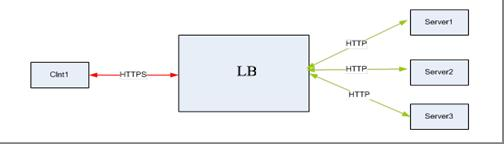 Server1
HTTP
Clnt1
HTTPS
LB
HTTP
Server2
HTTP
Server3